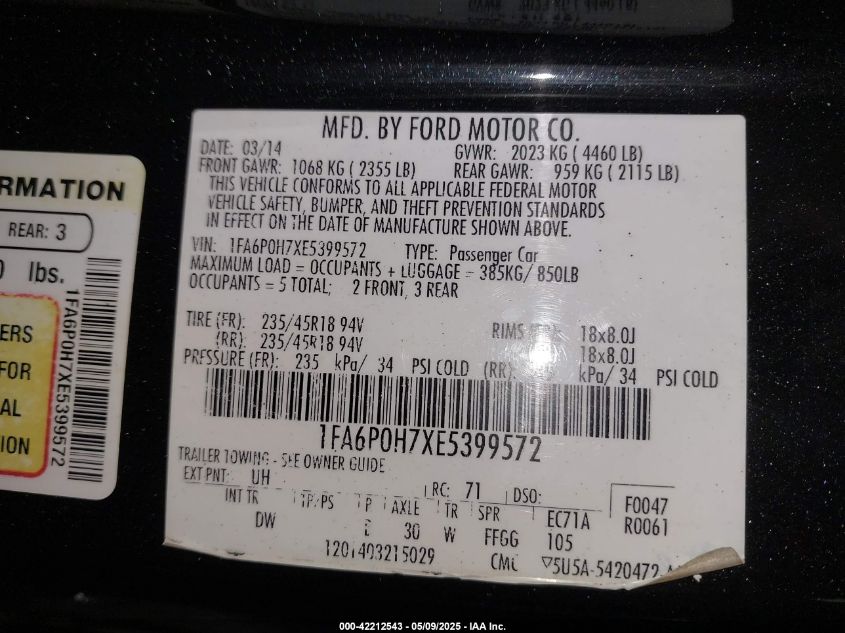 MFD. BY FORD MOTOR CO.
DATE: 03/14 GVWR: 2023 KG ( 4460 LB)
FRONT GAWR: 1068 KG ( 2355 LB) REAR GAWR: 959 KG ( 2115 LB)
THIS VEHICLE CONFORMS TO ALL APPLICABLE FEDERAL MOTOR
VEHICLE SAFETY, BUMPER, AND THEFT PREVENTION STANDARDS
IN EFFECT ON THE DATE OF MANUFACTURE SHOWN ABOVE.
VIN: 1FA6P0H7XE5399572 TYPE: Passenger Car
MAXIMUM LOAD = OCCUPANTS + LUGGAGE = 385KG/ 850LB
OCCUPANTS = 5 TOTAL; 2 FRONT, 3 REAR
TIRE (FR): 235/45R18 94V RIMS 18x8.0J
(RR): 235/45R18 94V 18x8.0J
PRESSURE (FR): 235 kPa/ 34 PSI COLD (RR): kPa/ 34 PSI COLD
1FA6P0H7XE5399572
TRAILER TOWING - SEE OWNER GUIDE
EXT PNT: UH RC: 71 DSO: F0047
INT TR TP/PS AXLE TR SPR EC71A R0061
DW 30 W FFGG 105
1201403215029 CML ▽5U5A-5420472
RMATION
REAR: 3
0 lbs.
ERS
FOR
AL
ION
1FA6P0H7XE5399572
000-42212543 - 05/09/2025 - IAA Inc.